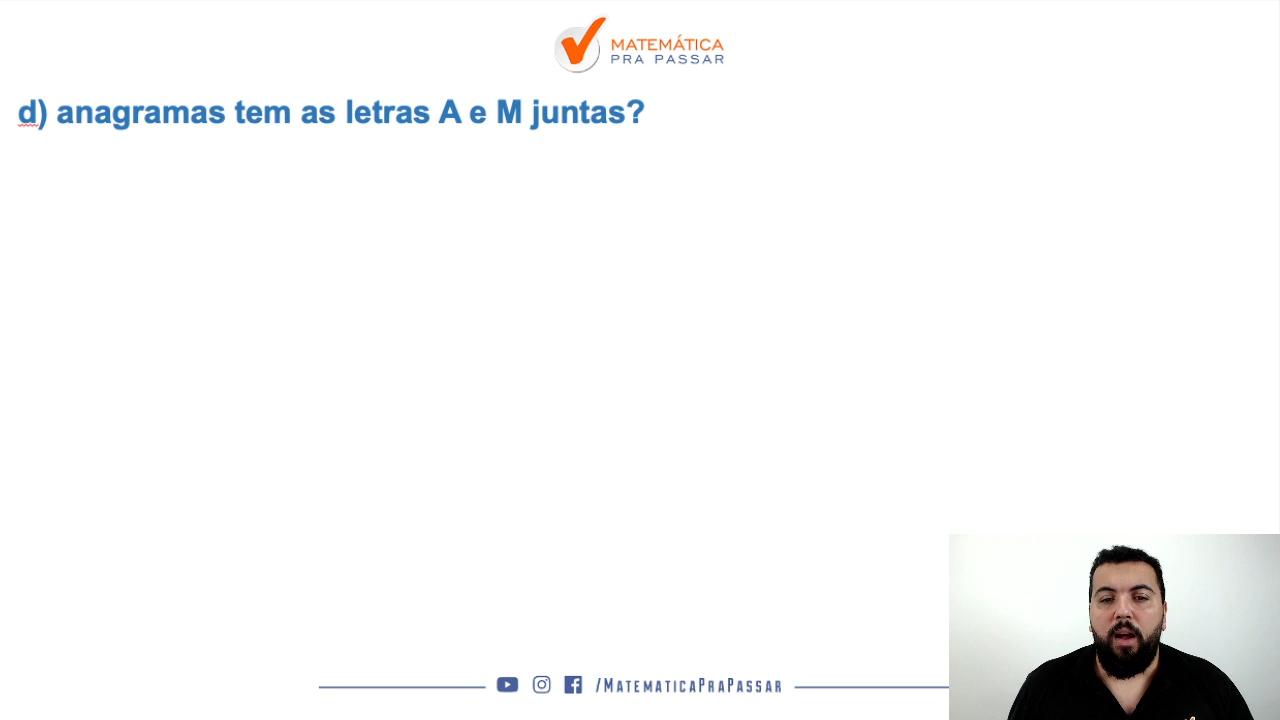 MATEMÁTICA
PRA PASSAR
d) anagramas tem as letras A e M juntas?
/MATEMATICAPRAPASSAR